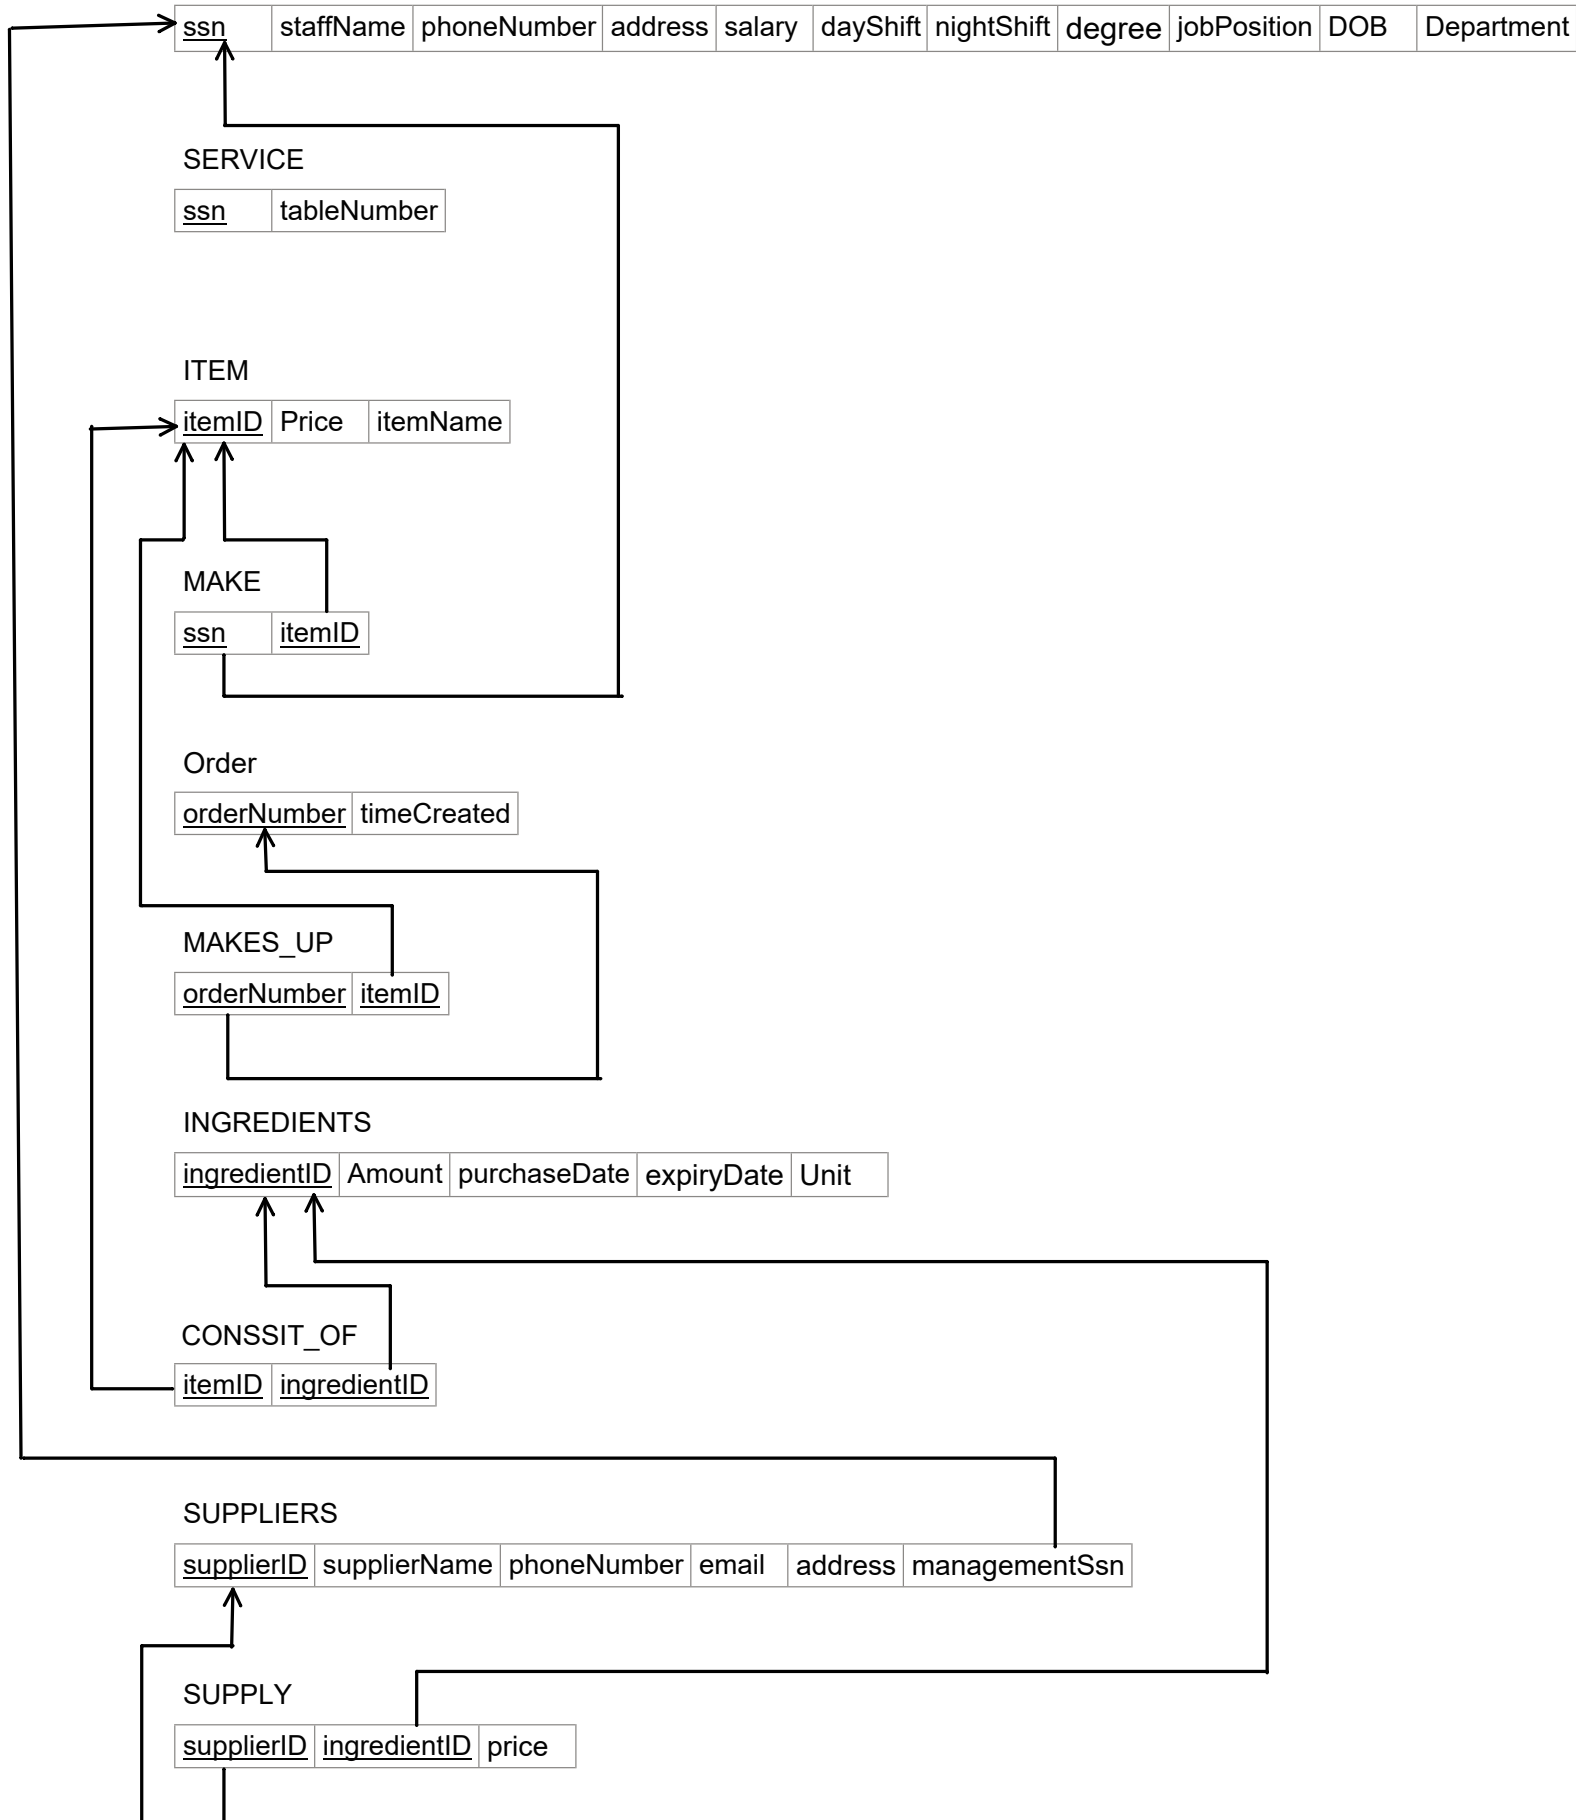 ssn staffName phoneNumber address salary dayShift nightShift degree jobPosition DOB Department
SERVICE
ssn tableNumber
ITEM
itemID Price itemName
MAKE
ssn itemID
Order
orderNumber timeCreated
MAKES_UP
orderNumber itemID
INGREDIENTS
ingredientID Amount purchaseDate expiryDate Unit
CONSSIT_OF
itemID ingredientID
SUPPLIERS
supplierID supplierName phoneNumber email address managementSsn
SUPPLY
supplierID ingredientID price